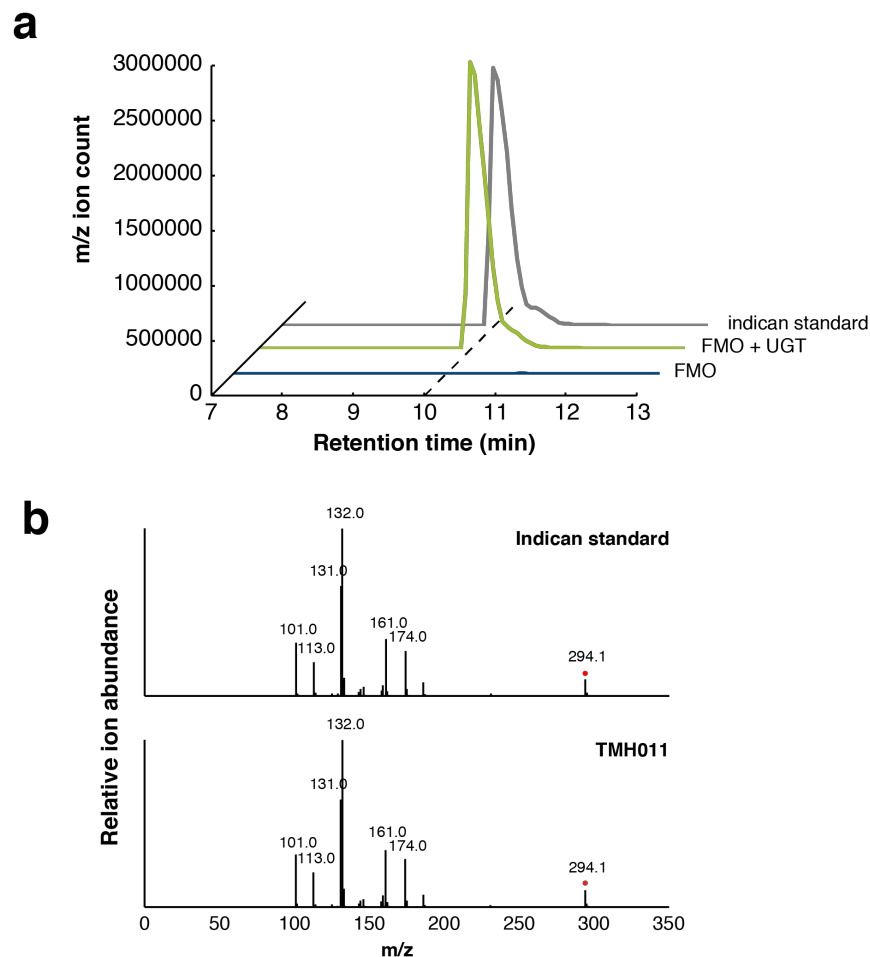 a
3000000
2500000
2000000
1500000
1000000
500000
0
m/z ion count
indican standard
FMO + UGT
FMO
7 8 9 10 11 12 13
Retention time (min)
b
Relative ion abundance
132.0
Indican standard
131.0
101.0
113.0
161.0
174.0
294.1
132.0
TMH011
131.0
101.0
113.0
161.0
174.0
294.1
0 50 100 150 200 250 300 350
m/z